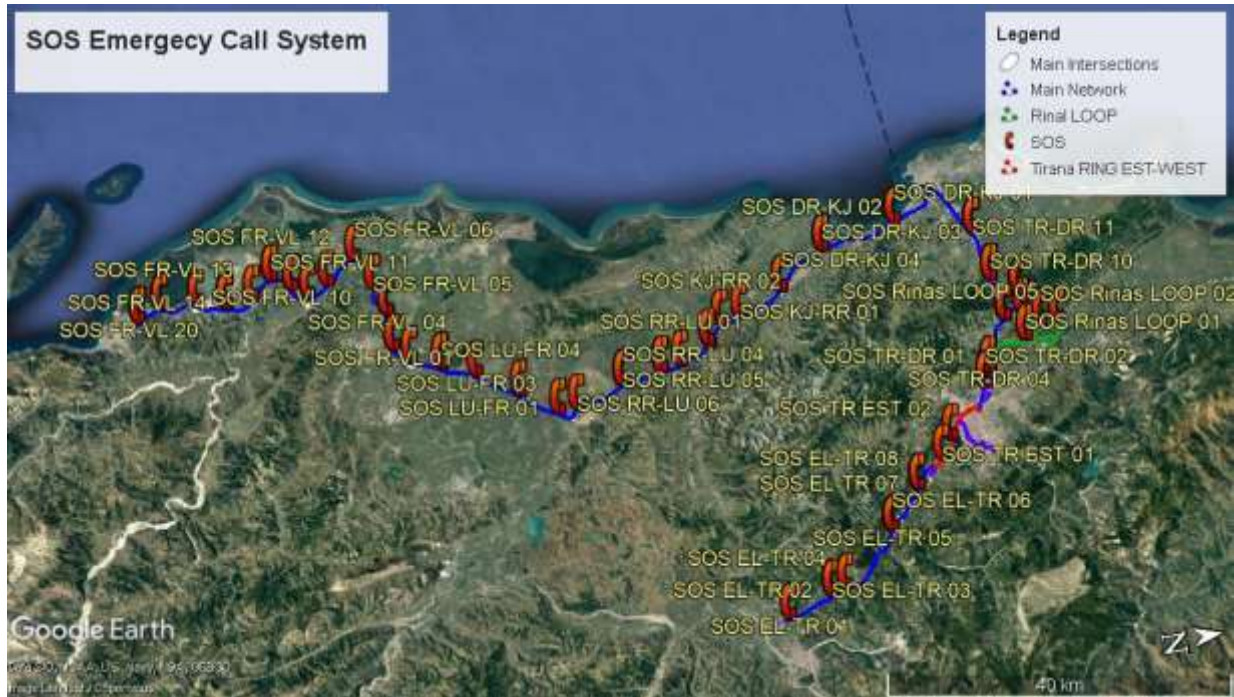 SOS Emergecy Call System
Legend
Main Intersections
Main Network
Rinal LOOP
SOS
Tirana RING EST-WEST
SOS DR-KJ 01
SOS DR-KJ 02
SOS TR-DR 11
SOS FR-VL 06
SOS FR-VL 12
SOS DR-KJ 03
SOS DR-KJ 04
SOS TR-DR 10
SOS FR-VL 13
SOS FR-VL 11
SOS KJ-RR 02
SOS FR-VL 05
SOS FR-VL 14
SOS FR-VL 10
SOS Rinas LOOP 05
SOS Rinas LOOP 02
SOS KJ-RR 01
SOS FR-VL 20
SOS FR-VL 04
SOS RR-LU 01
SOS Rinas LOOP 01
SOS FR-VL 01
SOS LU-FR 04
SOS RR-LU 04
SOS TR-DR 01
SOS TR-DR 02
SOS LU-FR 03
SOS RR-LU 05
SOS TR-DR 04
SOS LU-FR 01
SOS RR-LU 06
SOS TR EST 02
SOS TR EST 01
SOS EL-TR 08
SOS EL-TR 07
SOS EL-TR 06
SOS EL-TR 05
SOS EL-TR 04
SOS EL-TR 02
SOS EL-TR 03
SOS EL-TR 01
Google Earth
N
40 km